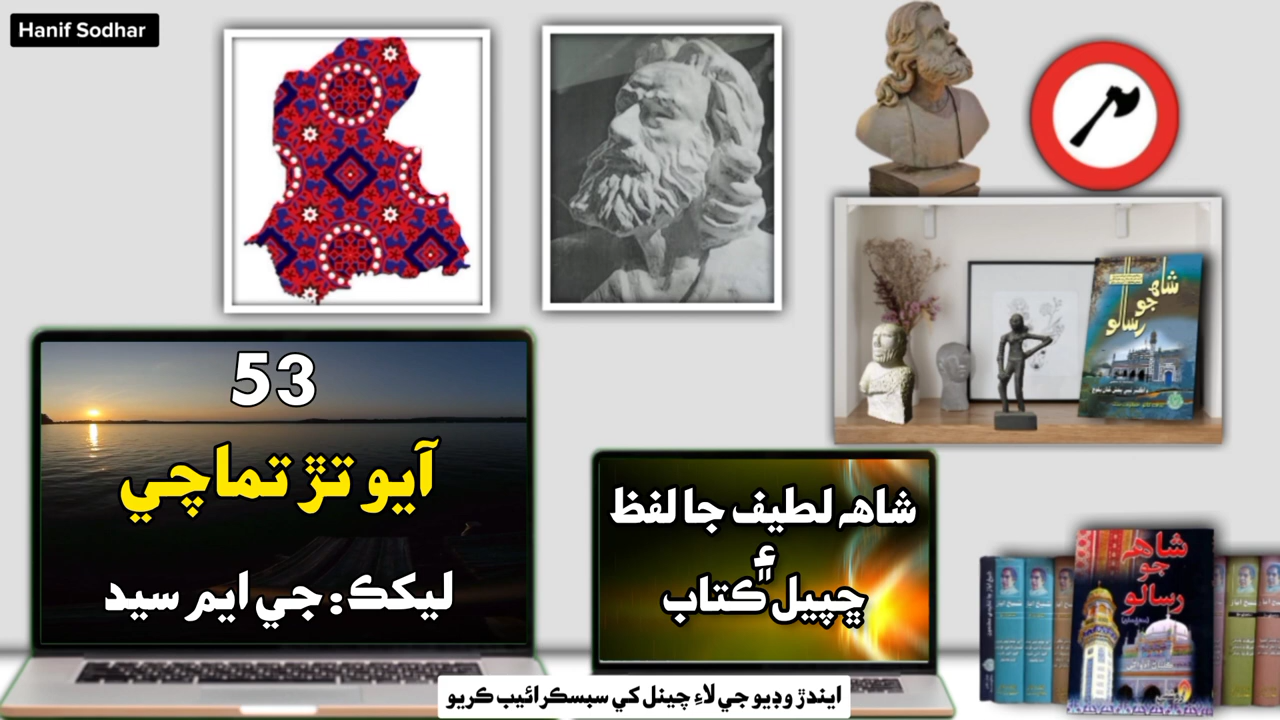 Hanif Sodhar
53
آيو تڙ تماچي
ليکڪ: جي ايم سيد
شاهه لطيف جا لفظ
۽
ڇپيل ڪتاب
شاهه
جو
رسالو
شاهه
جو
رسالو
ايندڙ وڊيو جي لاءِ چينل کي سبسڪرائيب ڪريو